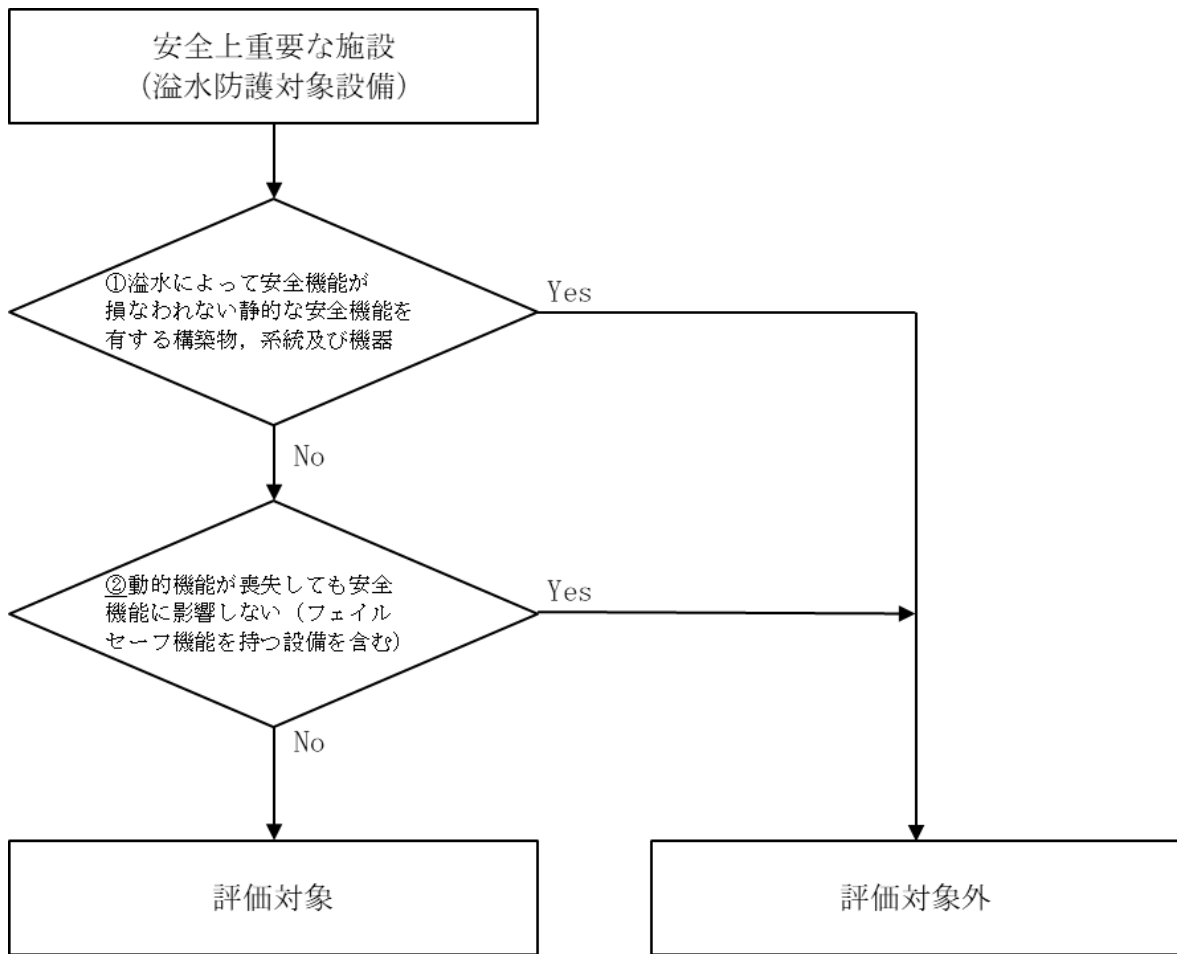 安全上重要な施設
(溢水防護対象設備)
①溢水によって安全機能が
損なわれない静的な安全機能を
有する構築物，系統及び機器
Yes
No
②動的機能が喪失しても安全
機能に影響しない（フェイル
セーフ機能を持つ設備を含む）
Yes
No
評価対象
評価対象外